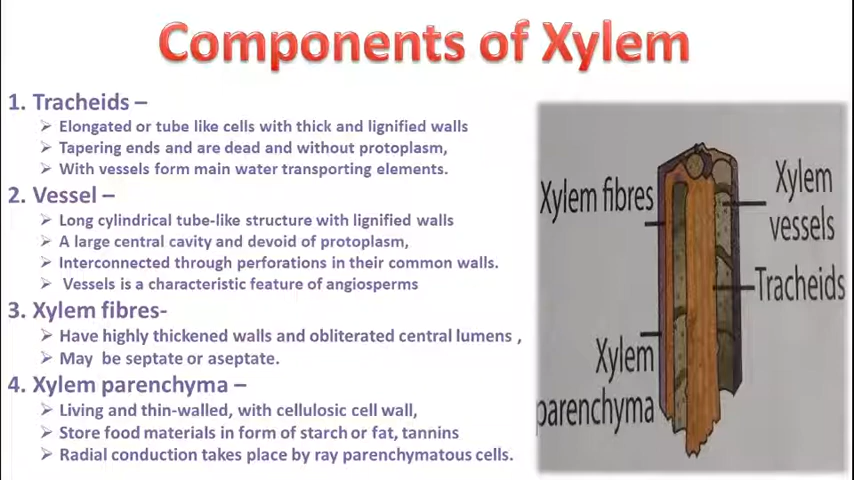 Components of Xylem
1. Tracheids –
➢ Elongated or tube like cells with thick and lignified walls
➢ Tapering ends and are dead and without protoplasm,
➢ With vessels form main water transporting elements.
2. Vessel –
➢ Long cylindrical tube-like structure with lignified walls
➢ A large central cavity and devoid of protoplasm,
➢ Interconnected through perforations in their common walls.
➢ Vessels is a characteristic feature of angiosperms
3. Xylem fibres-
➢ Have highly thickened walls and obliterated central lumens ,
➢ May be septate or aseptate.
4. Xylem parenchyma –
➢ Living and thin-walled, with cellulosic cell wall,
➢ Store food materials in form of starch or fat, tannins
➢ Radial conduction takes place by ray parenchymatous cells.
Xylem fibres
Xylem
vessels
Tracheids
Xylem
parenchyma